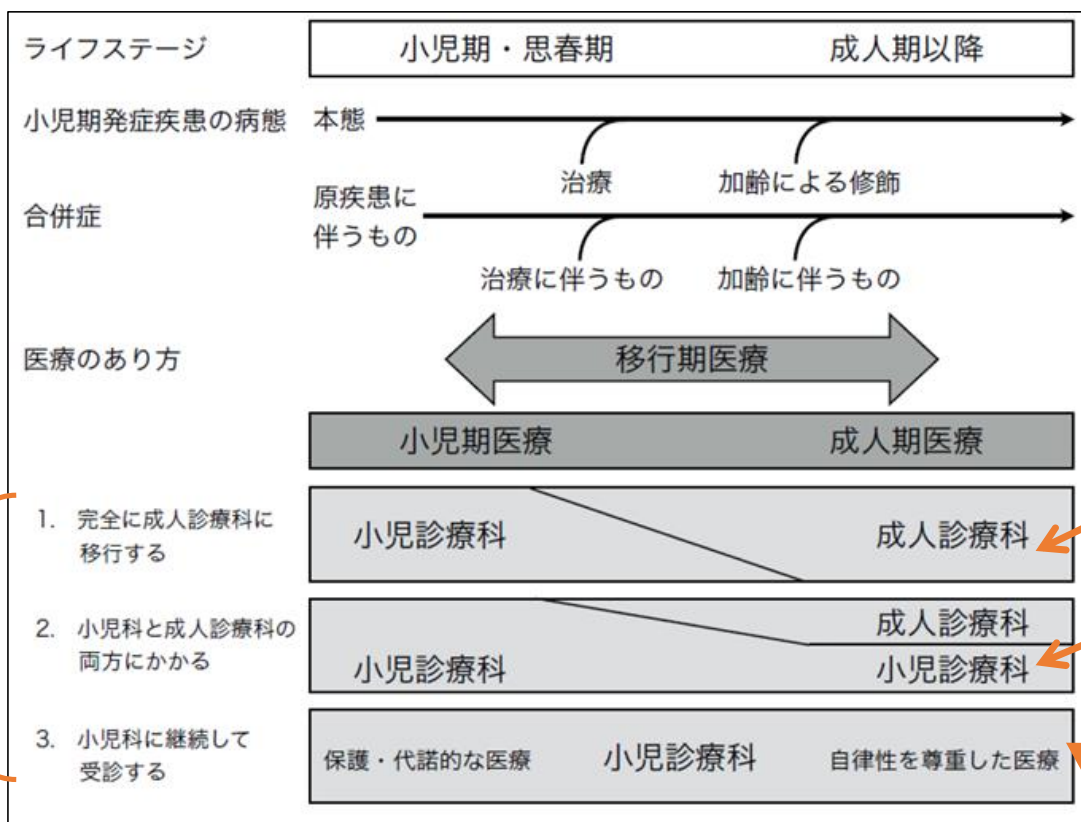 ライフステージ
小児期・思春期
成人期以降
小児期発症疾患の病態
本態
治療
加齢による修飾
合併症
原疾患に
伴うもの
治療に伴うもの
加齢に伴うもの
医療のあり方
移行期医療
小児期医療
成人期医療
1. 完全に成人診療科に
移行する
小児診療科
成人診療科
2. 小児科と成人診療科の
両方にかかる
小児診療科
成人診療科
小児診療科
3. 小児科に継続して
受診する
保護・代諾的な医療
小児診療科
自律性を尊重した医療